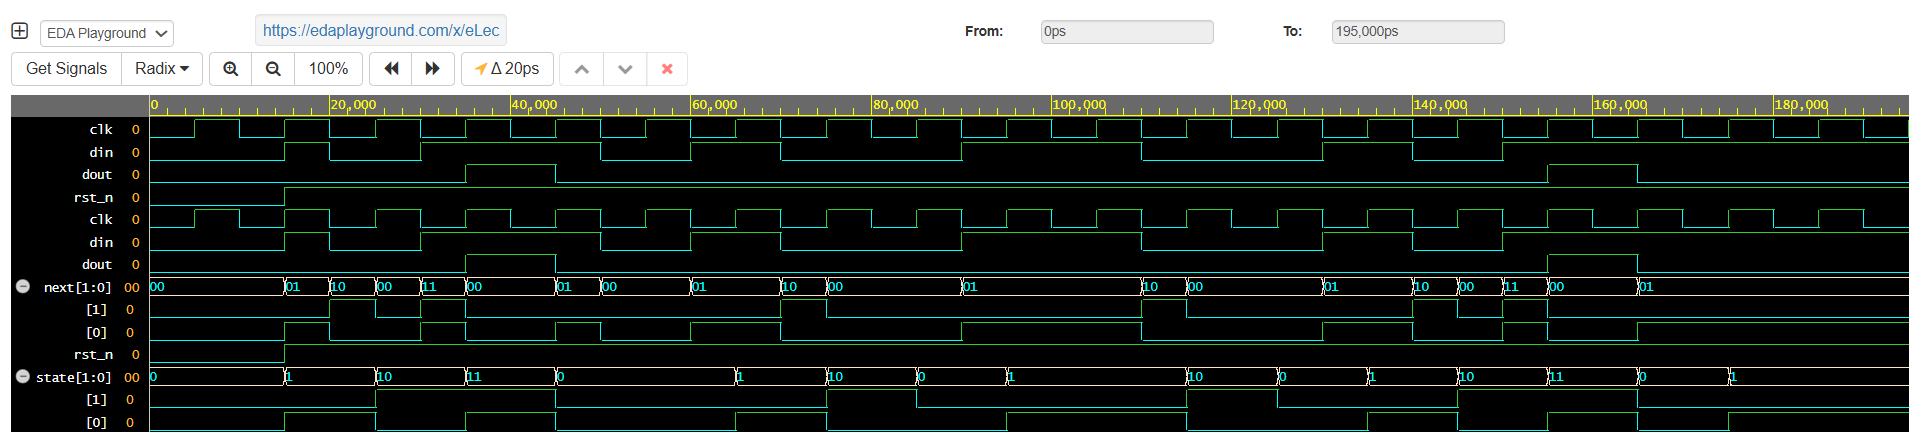 EDA Playground https://edaplayground.com/x/eLec From: 0ps To: 195,000ps
Get Signals Radix 100% Δ 20ps
0 20,000 40,000 60,000 80,000 100,000 120,000 140,000 160,000 180,000
clk 0
din 0
dout 0
rst_n 0
clk 0
din 0
dout 0
next[1:0] 00 00 01 10 00 11 00 01 00 01 10 00 01 10 00 01 10 00 11 00 01
[1] 0
[0] 0
rst_n 0
state[1:0] 00 0 1 10 11 0 1 10 0 1 10 0 1 10 11 0 1
[1] 0
[0] 0